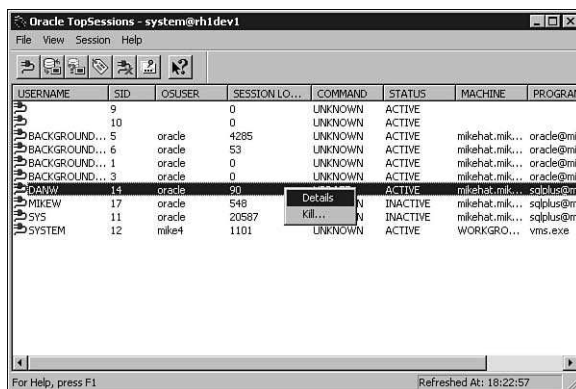 Oracle TopSessions - system@rh1dev1
File View Session Help
USERNAME SID OSUSER SESSION LO... COMMAND STATUS MACHINE PROGRAM
9 0 UNKNOWN ACTIVE
10 0 UNKNOWN ACTIVE
BACKGROUND... 5 oracle 4285 UNKNOWN ACTIVE mikehat.mik... oracle@mi
BACKGROUND... 6 oracle 53 UNKNOWN ACTIVE mikehat.mik... oracle@mi
BACKGROUND... 1 oracle 0 UNKNOWN ACTIVE mikehat.mik... oracle@mi
BACKGROUND... 3 oracle 0 UNKNOWN ACTIVE mikehat.mik... oracle@mi
DANW 14 oracle 90 ACTIVE mikehat.mik... sqlplus@m
Details
MIKEW 17 oracle 548 N INACTIVE mikehat.mik... sqlplus@m
Kill...
SYS 11 oracle 20587 N INACTIVE mikehat.mik... sqlplus@m
SYSTEM 12 mike4 1101 UNKNOWN ACTIVE WORKGRO... vms.exe
For Help, press F1 Refreshed At: 18:22:57